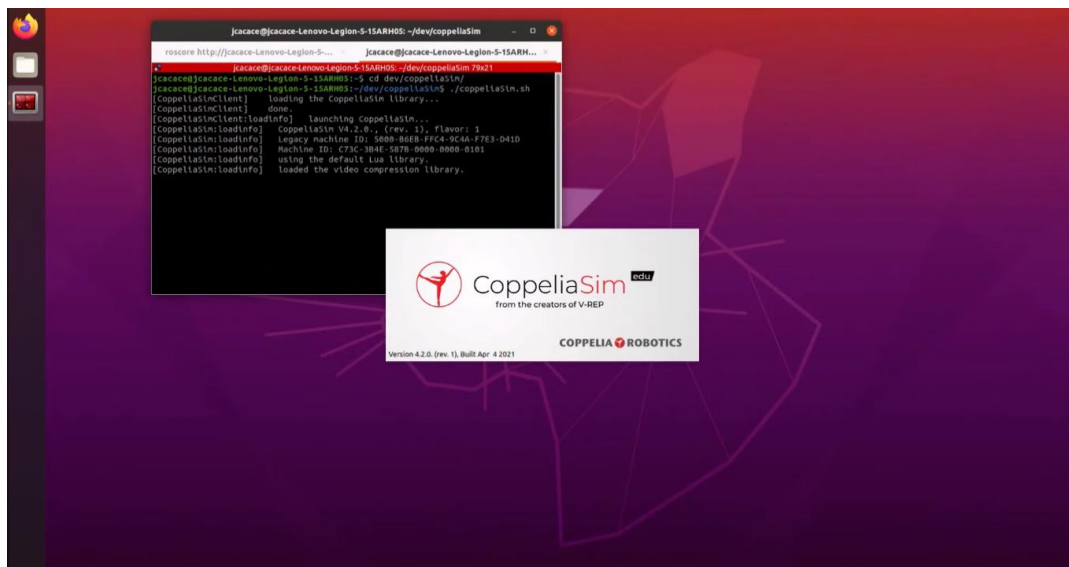 jcacace@jcacace-Lenovo-Legion-5-15ARH05: ~/dev/coppeliaSim
roscore http://jcacace-Lenovo-Legion-5-...
jcacace@jcacace-Lenovo-Legion-5-15ARH...
jcacace@jcacace-Lenovo-Legion-5-15ARH05: ~/dev/coppeliaSim 79x21
jcacace@jcacace-Lenovo-Legion-5-15ARH05:~$ cd dev/coppeliaSim/
jcacace@jcacace-Lenovo-Legion-5-15ARH05:~/dev/coppeliaSim$ ./coppeliaSim.sh
[CoppeliaSimClient] loading the CoppeliaSim library...
[CoppeliaSimClient] done.
[CoppeliaSimClient:loadinfo] launching CoppeliaSim...
[CoppeliaSim:loadinfo] CoppeliaSim V4.2.0., (rev. 1), flavor: 1
[CoppeliaSim:loadinfo] Legacy machine ID: 5000-B6EB-FFC4-9C4A-F7E3-D41D
[CoppeliaSim:loadinfo] Machine ID: C73C-3B4E-5B7B-0000-0000-0101
[CoppeliaSim:loadinfo] using the default Lua library.
[CoppeliaSim:loadinfo] loaded the video compression library.
CoppeliaSim edu
from the creators of V-REP
COPPELIA ROBOTICS
Version 4.2.0. (rev. 1), Built Apr 4 2021